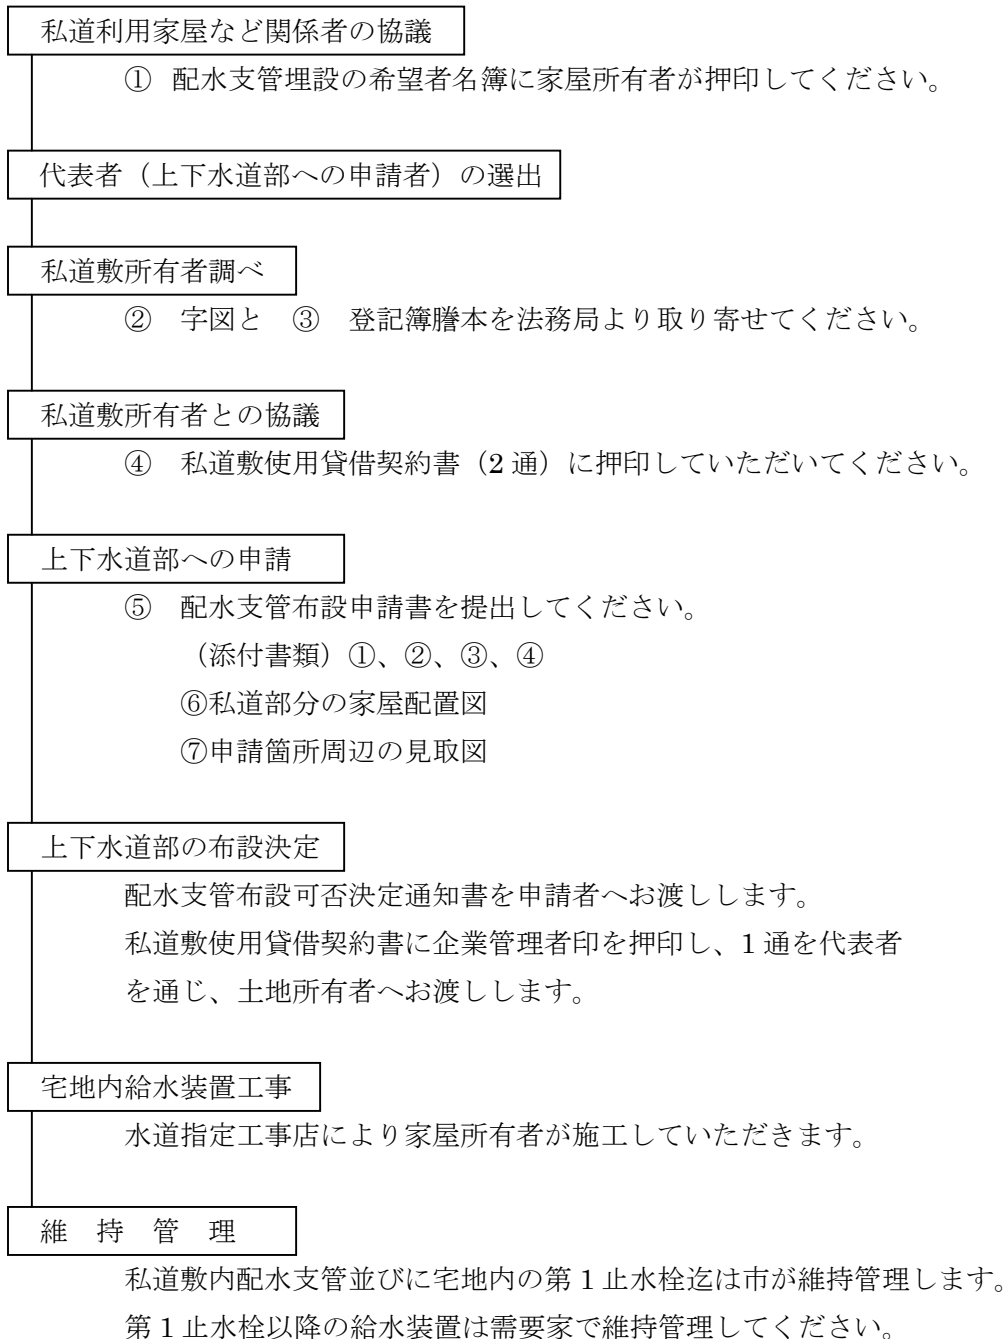 私道利用家屋など関係者の協議
① 配水支管埋設の希望者名簿に家屋所有者が押印してください。
代表者（上下水道部への申請者）の選出
私道敷所有者調べ
② 字図と ③ 登記簿謄本を法務局より取り寄せてください。
私道敷所有者との協議
④ 私道敷使用貸借契約書（2通）に押印していただいてください。
上下水道部への申請
⑤ 配水支管布設申請書を提出してください。
（添付書類）①、②、③、④
⑥私道部分の家屋配置図
⑦申請箇所周辺の見取図
上下水道部の布設決定
配水支管布設可否決定通知書を申請者へお渡しします。
私道敷使用貸借契約書に企業管理者印を押印し、1通を代表者
を通じ、土地所有者へお渡しします。
宅地内給水装置工事
水道指定工事店により家屋所有者が施工していただきます。
維 持 管 理
私道敷内配水支管並びに宅地内の第1止水栓迄は市が維持管理します。
第1止水栓以降の給水装置は需要家で維持管理してください。